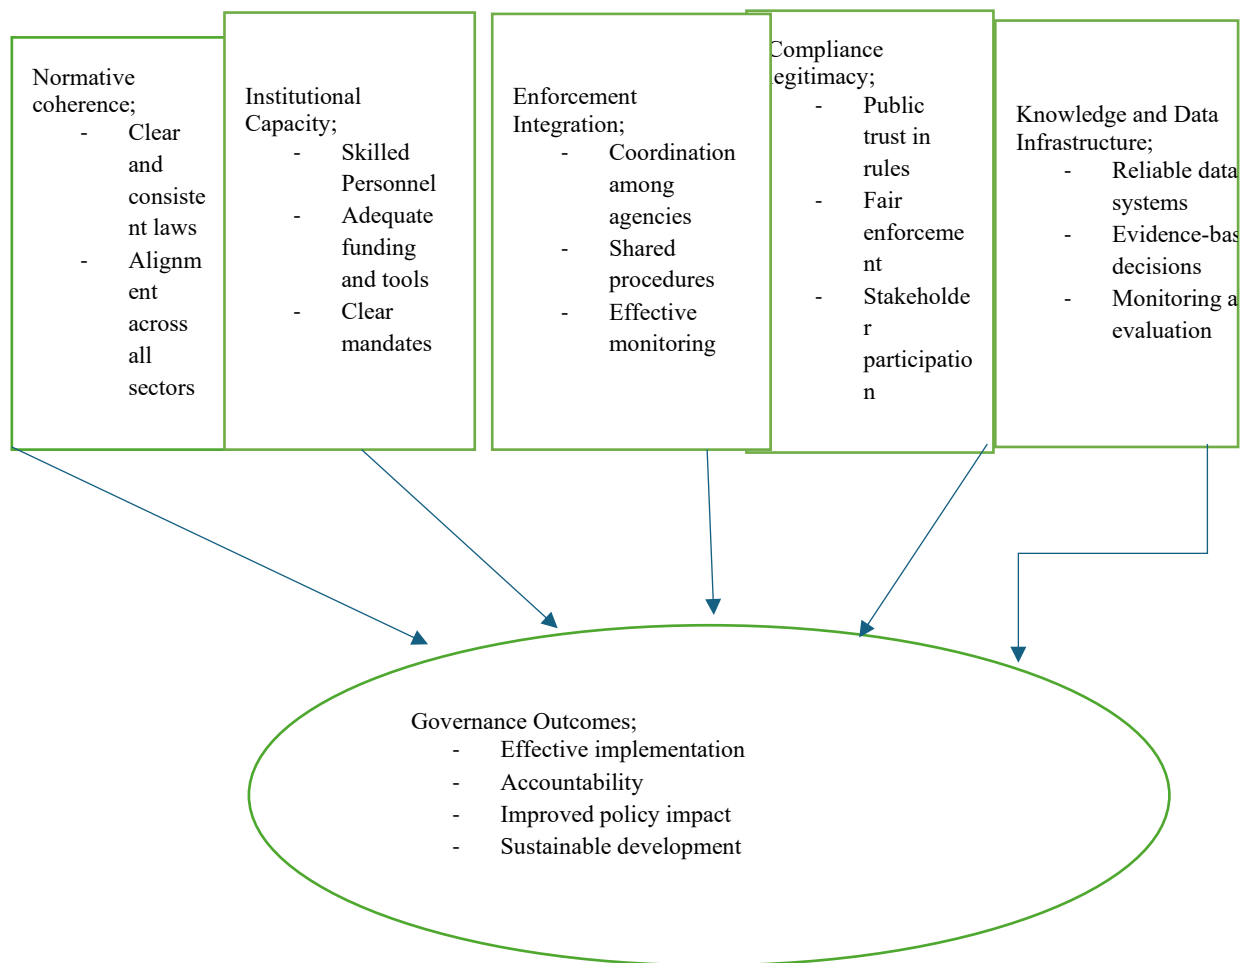 Normative
coherence;
- Clear
and
consiste
nt laws
- Alignm
ent
across
all
sectors
Institutional
Capacity;
- Skilled
Personnel
- Adequate
funding
and tools
- Clear
mandates
Enforcement
Integration;
- Coordination
among
agencies
- Shared
procedures
- Effective
monitoring
Compliance
legitimacy;
- Public
trust in
rules
- Fair
enforceme
nt
- Stakeholde
r
participatio
n
Knowledge and Data
Infrastructure;
- Reliable data
systems
- Evidence-bas
decisions
- Monitoring a
evaluation
Governance Outcomes;
- Effective implementation
- Accountability
- Improved policy impact
- Sustainable development